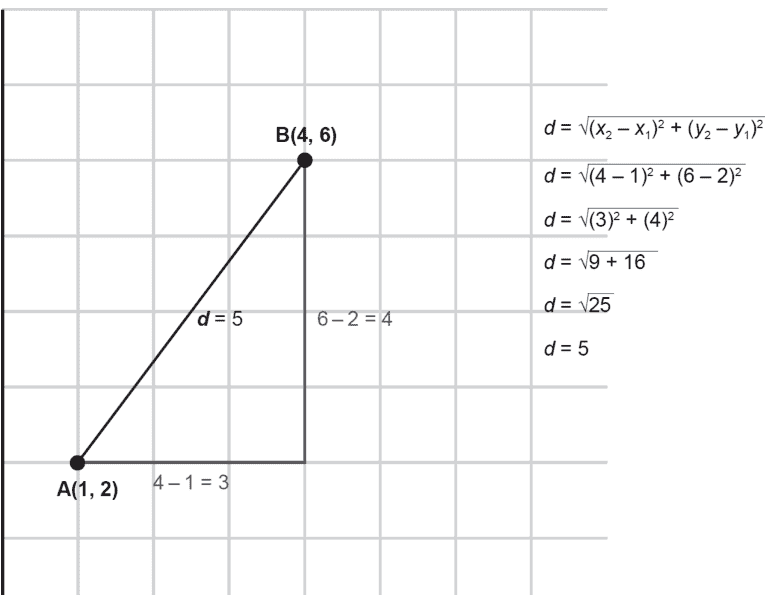 B(4, 6)
d = 5
6 – 2 = 4
A(1, 2)
4 – 1 = 3
d = √(x₂ – x₁)² + (y₂ – y₁)²
d = √(4 – 1)² + (6 – 2)²
d = √(3)² + (4)²
d = √9 + 16
d = √25
d = 5